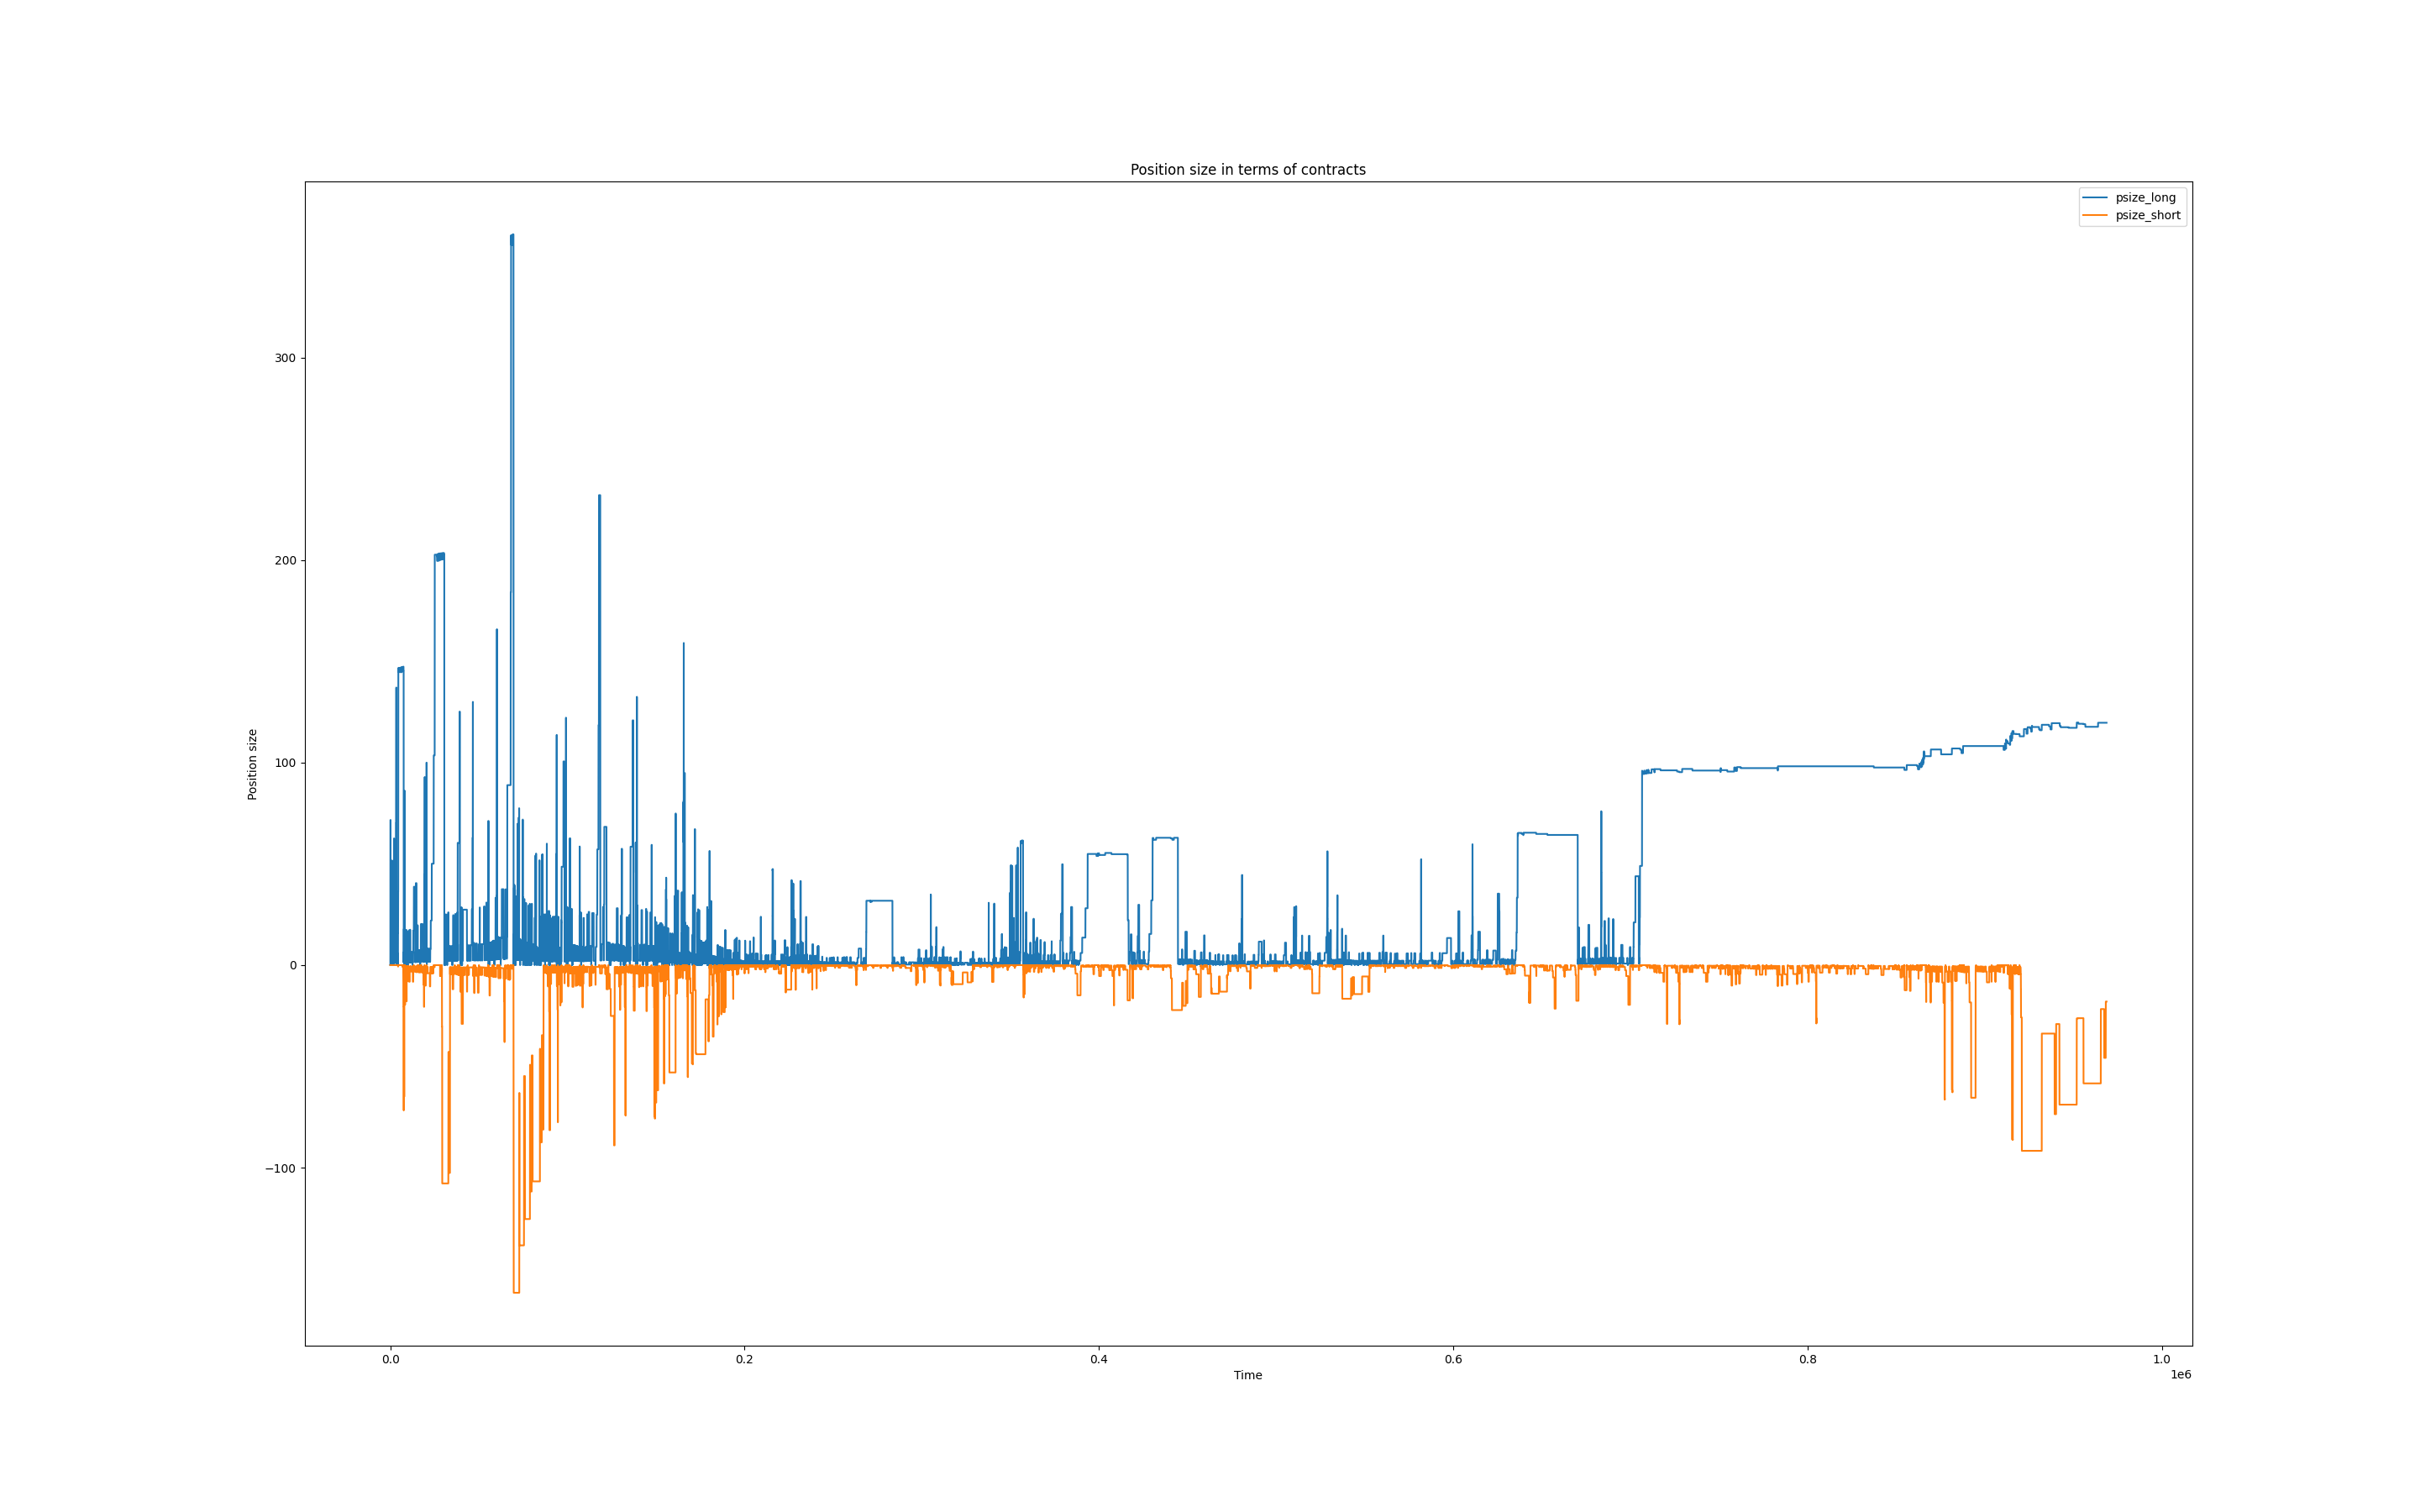 Position size in terms of contracts
psize_long
psize_short
300
200
100
0
−100
Position size
0.0
0.2
0.4
0.6
0.8
1.0
1e6
Time